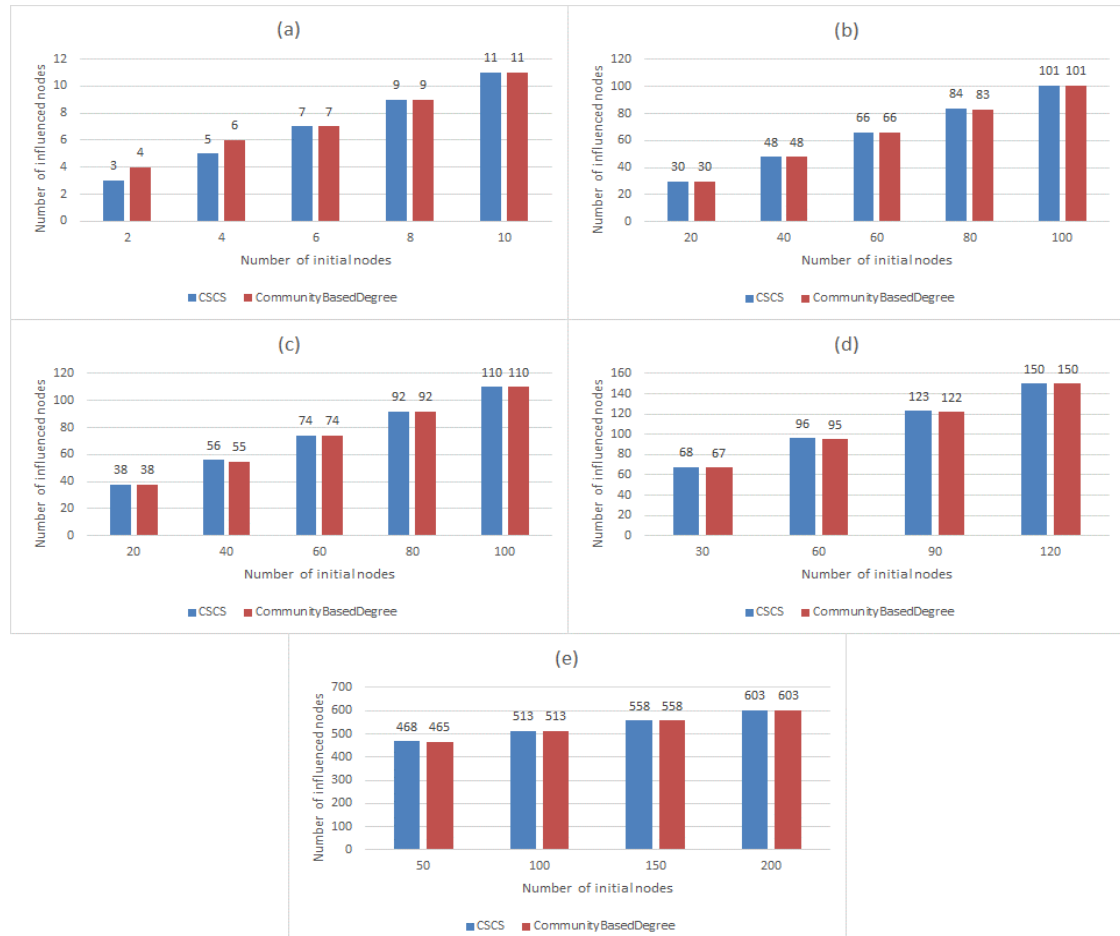 (a)
Number of influenced nodes
12
10
8
6
4
2
0
3 4 5 6 7 7 9 9 11 11
2 4 6 8 10
Number of initial nodes
CSCS CommunityBasedDegree
(b)
Number of influenced nodes
120
100
80
60
40
20
0
30 30 48 48 66 66 84 83 101 101
20 40 60 80 100
Number of initial nodes
CSCS CommunityBasedDegree
(c)
Number of influenced nodes
120
100
80
60
40
20
0
38 38 56 55 74 74 92 92 110 110
20 40 60 80 100
Number of initial nodes
CSCS CommunityBasedDegree
(d)
Number of influenced nodes
160
140
120
100
80
60
40
20
0
68 67 96 95 123 122 150 150
30 60 90 120
Number of initial nodes
CSCS CommunityBasedDegree
(e)
Number of influenced nodes
700
600
500
400
300
200
100
0
468 465 513 513 558 558 603 603
50 100 150 200
Number of initial nodes
CSCS CommunityBasedDegree